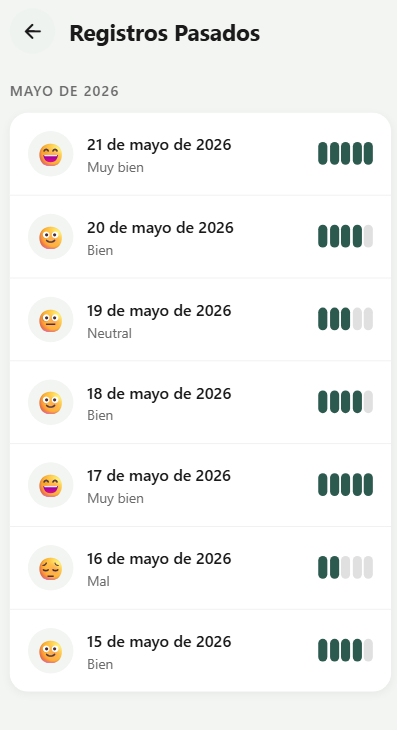 Registros Pasados
MAYO DE 2026
21 de mayo de 2026
Muy bien
20 de mayo de 2026
Bien
19 de mayo de 2026
Neutral
18 de mayo de 2026
Bien
17 de mayo de 2026
Muy bien
16 de mayo de 2026
Mal
15 de mayo de 2026
Bien